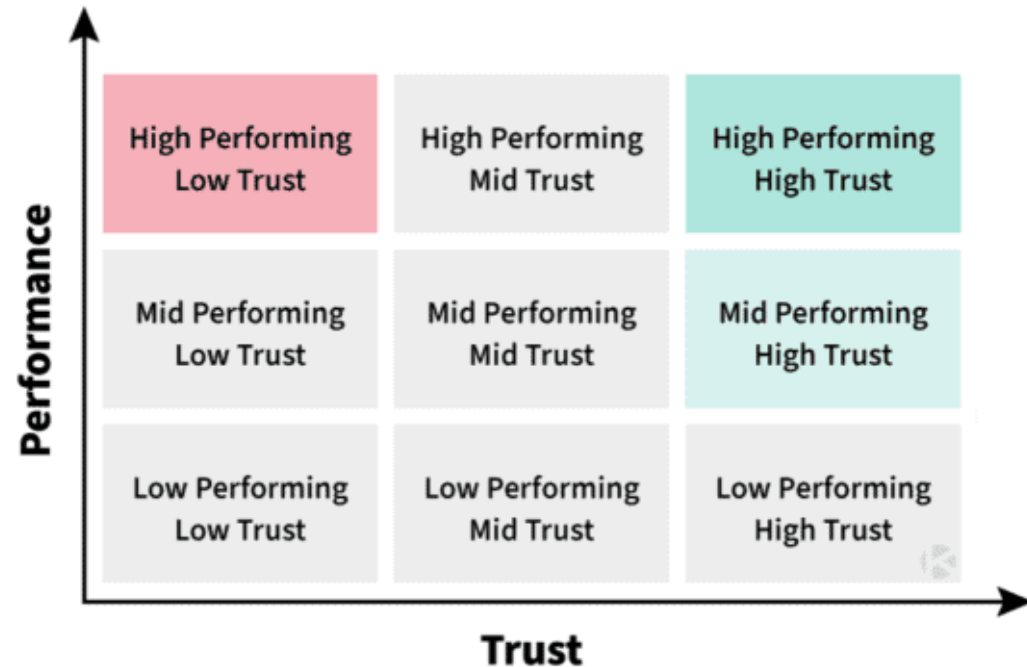 Performance
High Performing
Low Trust
High Performing
Mid Trust
High Performing
High Trust
Mid Performing
Low Trust
Mid Performing
Mid Trust
Mid Performing
High Trust
Low Performing
Low Trust
Low Performing
Mid Trust
Low Performing
High Trust
Trust